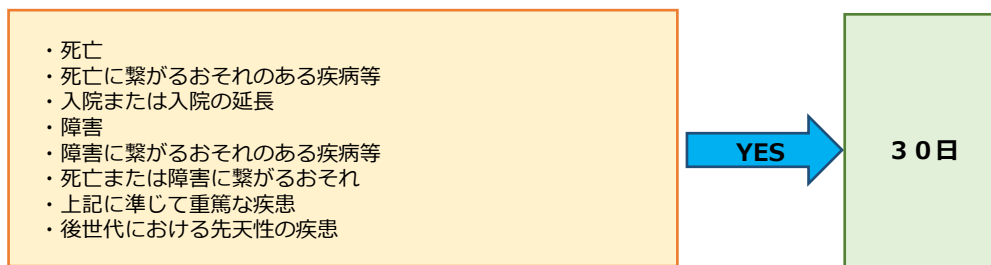 ・死亡
・死亡に繋がるおそれのある疾病等
・入院または入院の延長
・障害
・障害に繋がるおそれのある疾病等
・死亡または障害に繋がるおそれ
・上記に準じて重篤な疾患
・後世代における先天性の疾患
YES
３０日